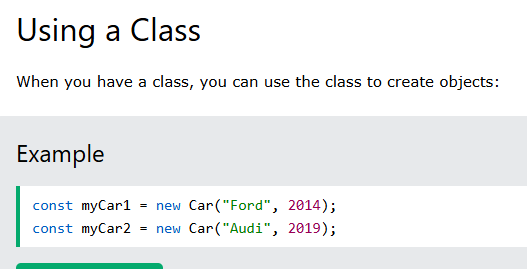 Using a Class
When you have a class, you can use the class to create objects:
Example
const myCar1 = new Car("Ford", 2014);
const myCar2 = new Car("Audi", 2019);